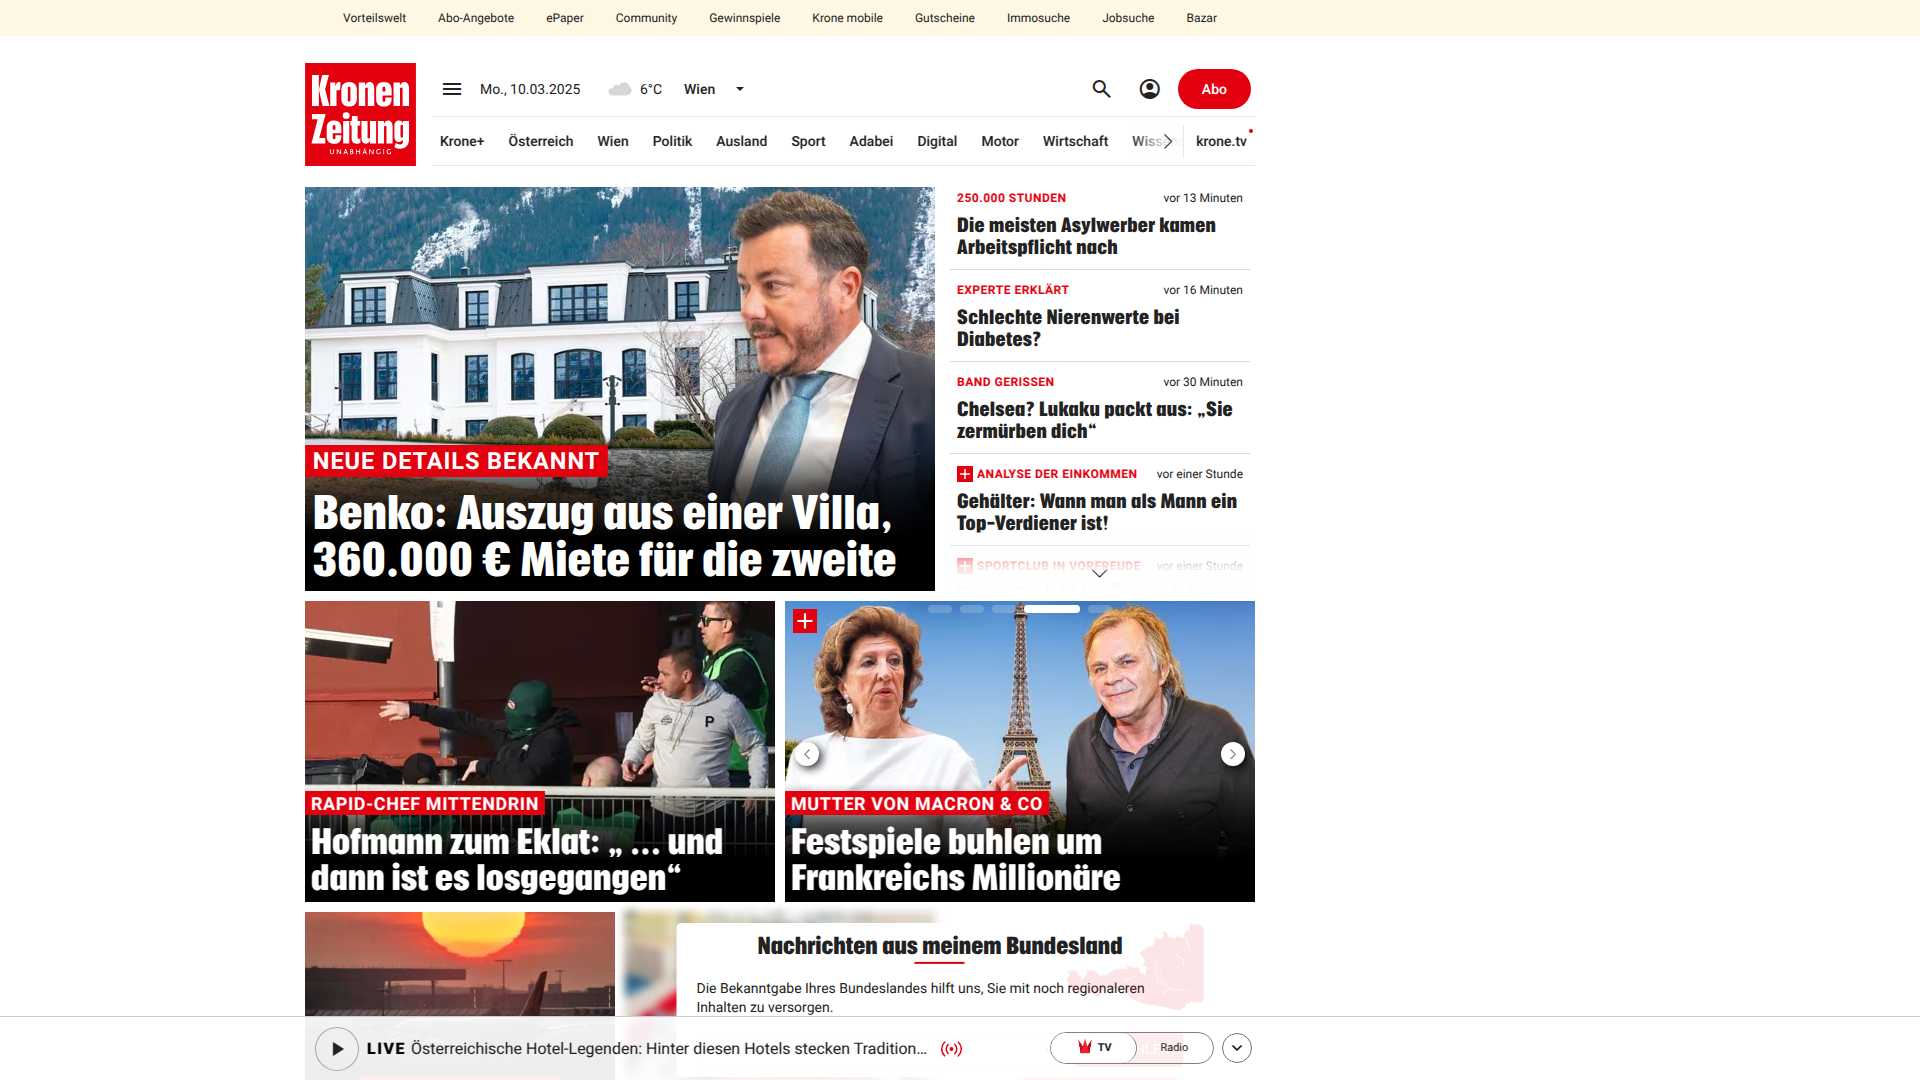 Vorteilswelt Abo-Angebote ePaper Community Gewinnspiele Krone mobile Gutscheine Immosuche Jobsuche Bazar
Kronen
Zeitung
UNABHÄNGIG
Mo., 10.03.2025 6°C Wien Abo
Krone+ Österreich Wien Politik Ausland Sport Adabei Digital Motor Wirtschaft krone.tv
NEUE DETAILS BEKANNT
Benko: Auszug aus einer Villa,
360.000 € Miete für die zweite
250.000 STUNDEN vor 13 Minuten
Die meisten Asylwerber kamen
Arbeitspflicht nach
EXPERTE ERKLÄRT vor 16 Minuten
Schlechte Nierenwerte bei
Diabetes?
BAND GERISSEN vor 30 Minuten
Chelsea? Lukaku packt aus: „Sie
zermürben dich“
ANALYSE DER EINKOMMEN vor einer Stunde
Gehälter: Wann man als Mann ein
Top-Verdiener ist!
SPORTCLUB IN VORFREUDE vor einer Stunde
P
RAPID-CHEF MITTENDRIN
Hofmann zum Eklat: „ ... und
dann ist es losgegangen“
MUTTER VON MACRON & CO
Festspiele buhlen um
Frankreichs Millionäre
Nachrichten aus meinem Bundesland
Die Bekanntgabe Ihres Bundeslandes hilft uns, Sie mit noch regionaleren
Inhalten zu versorgen.
LIVE Österreichische Hotel-Legenden: Hinter diesen Hotels stecken Tradition... TV Radio